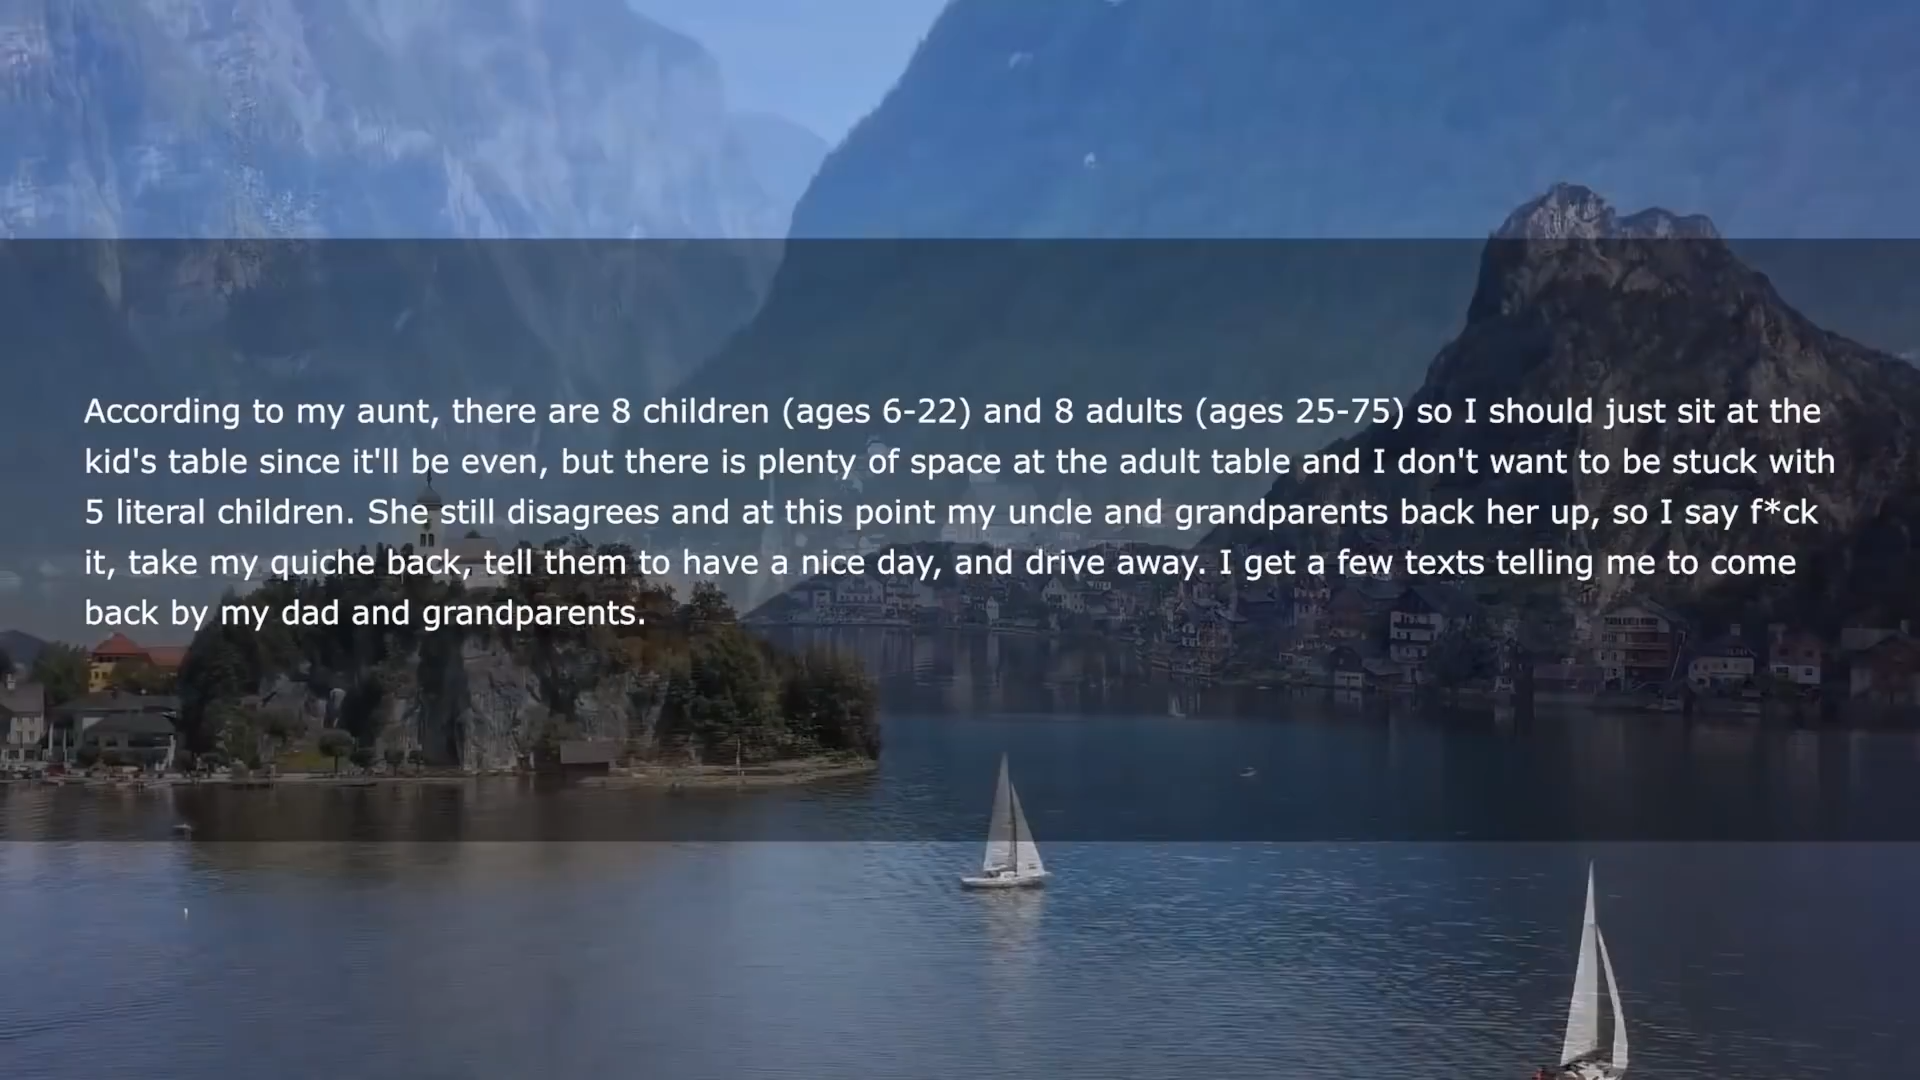 According to my aunt, there are 8 children (ages 6-22) and 8 adults (ages 25-75) so I should just sit at the
kid's table since it'll be even, but there is plenty of space at the adult table and I don't want to be stuck with
5 literal children. She still disagrees and at this point my uncle and grandparents back her up, so I say f*ck
it, take my quiche back, tell them to have a nice day, and drive away. I get a few texts telling me to come
back by my dad and grandparents.